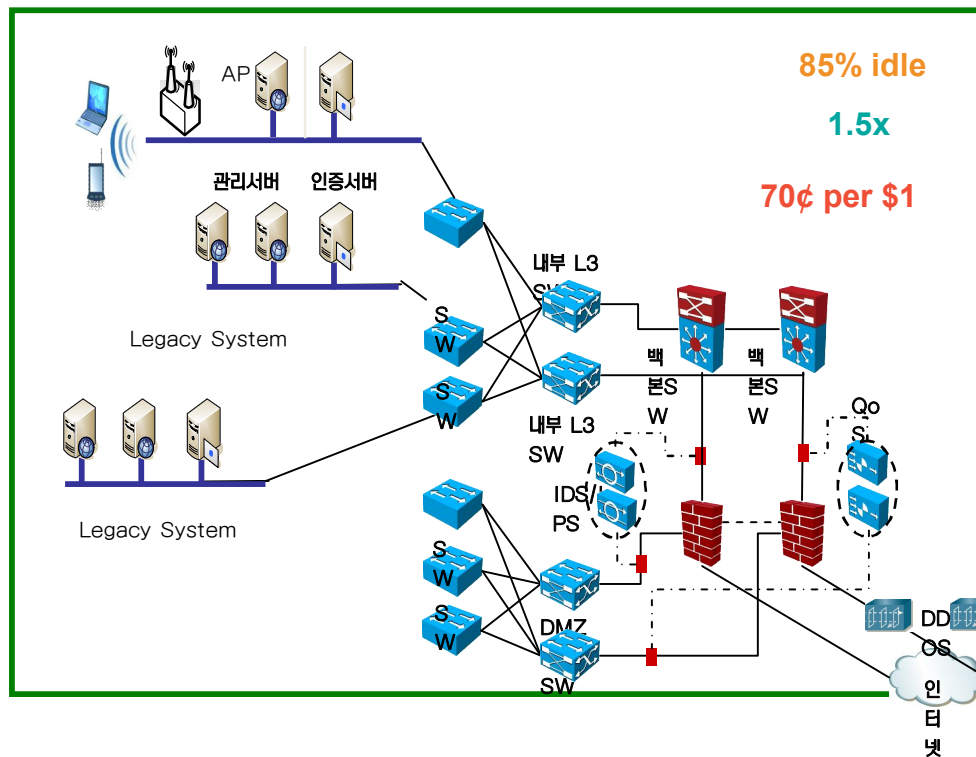 AP
85% idle
1.5x
70¢ per $1
관리서버
인증서버
Legacy System
내부 L3
SW
S
W
S
W
백
본S
W
백
본S
W
내부 L3
SW
Qo
S
IDS/I
PS
Legacy System
S
W
S
W
DMZ
SW
DD
OS
인
터
넷